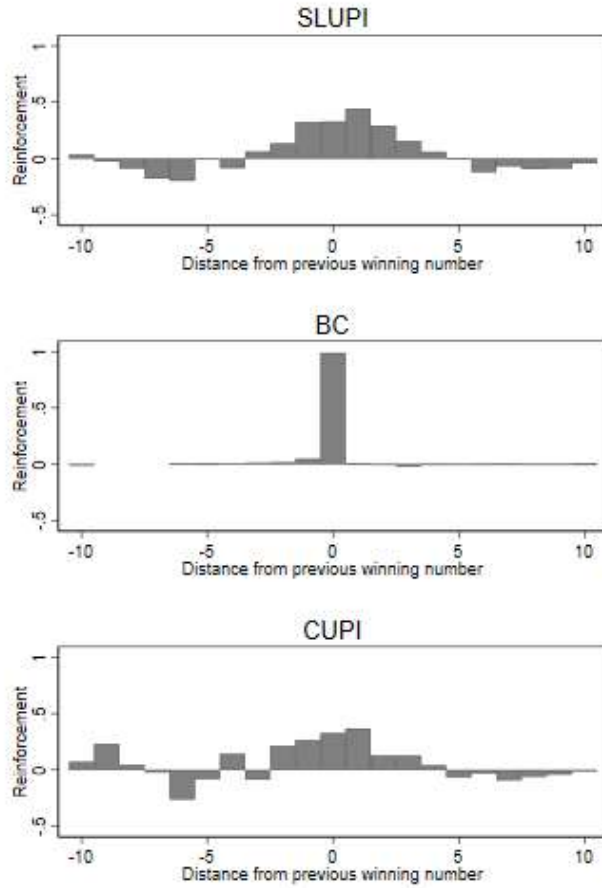 SLUPI
Reinforcement
1
.5
0
-.5
-10 -5 0 5 10
Distance from previous winning number
BC
Reinforcement
1
.5
0
-.5
-10 -5 0 5 10
Distance from previous winning number
CUPI
Reinforcement
1
.5
0
-.5
-10 -5 0 5 10
Distance from previous winning number